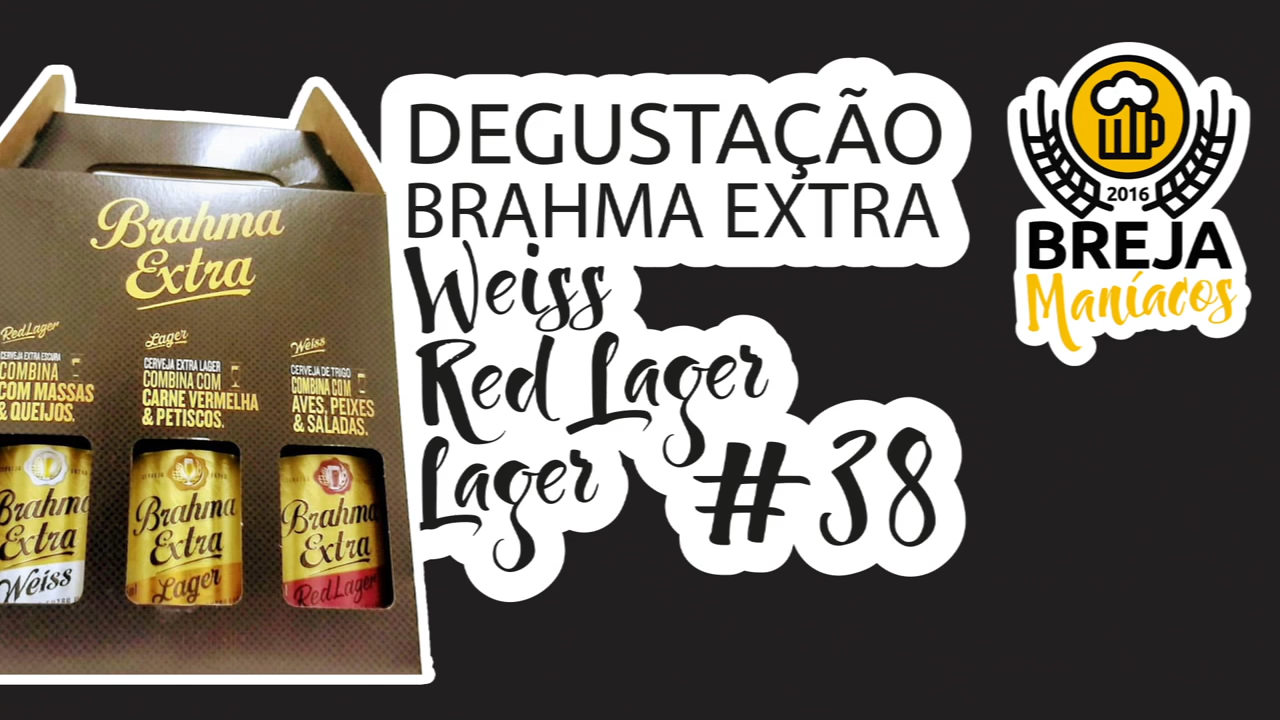 DEGUSTAÇÃO
BRAHMA EXTRA
Weiss
Red Lager
Lager
#38
2016
BREJA
Maníacos
Brahma
Extra
Red Lager
CERVEJA EXTRA ESCURA
COMBINA
COM MASSAS
& QUEIJOS.
Lager
CERVEJA EXTRA LAGER
COMBINA COM
CARNE VERMELHA
& PETISCOS.
Weiss
CERVEJA DE TRIGO
COMBINA COM
AVES, PEIXES
& SALADAS.
Brahma
Extra
Weiss
Brahma
Extra
Lager
Brahma
Extra
Red Lager